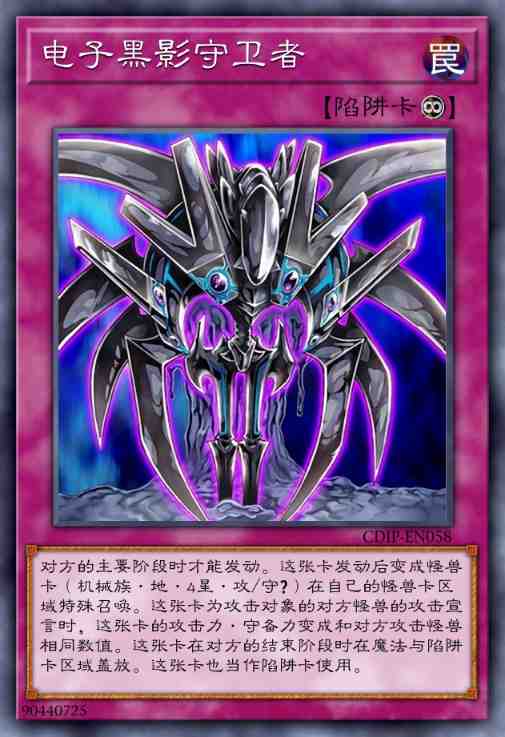 电子黑影守卫者
罠
【陷阱卡】
CDIP-EN058
对方的主要阶段时才能发动。这张卡发动后变成怪兽
卡（机械族·地·4星·攻/守?）在自己的怪兽卡区
域特殊召唤。这张卡为攻击对象的对方怪兽的攻击宣
言时，这张卡的攻击力·守备力变成和对方攻击怪兽
相同数值。这张卡在对方的结束阶段时在魔法与陷阱
卡区域盖放。这张卡也当作陷阱卡使用。
90440725